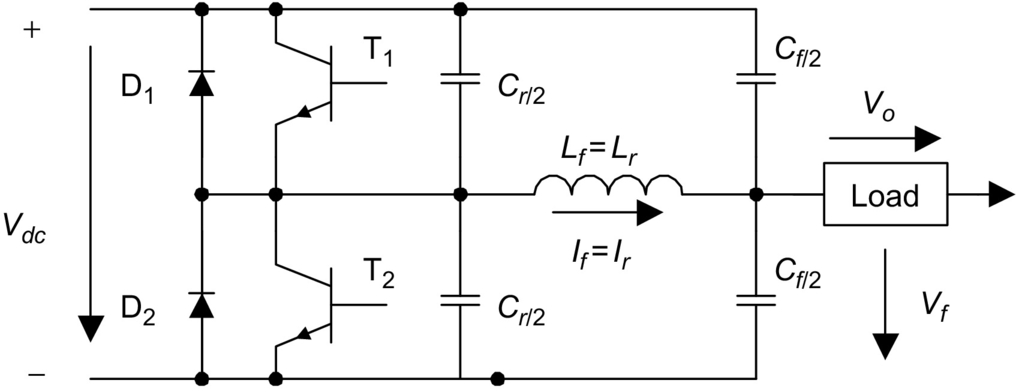 +
T1
D1
Cr/2
Cf/2
Vo
Lf=Lr
Load
Vdc
If=Ir
T2
D2
Cr/2
Cf/2
Vf
−